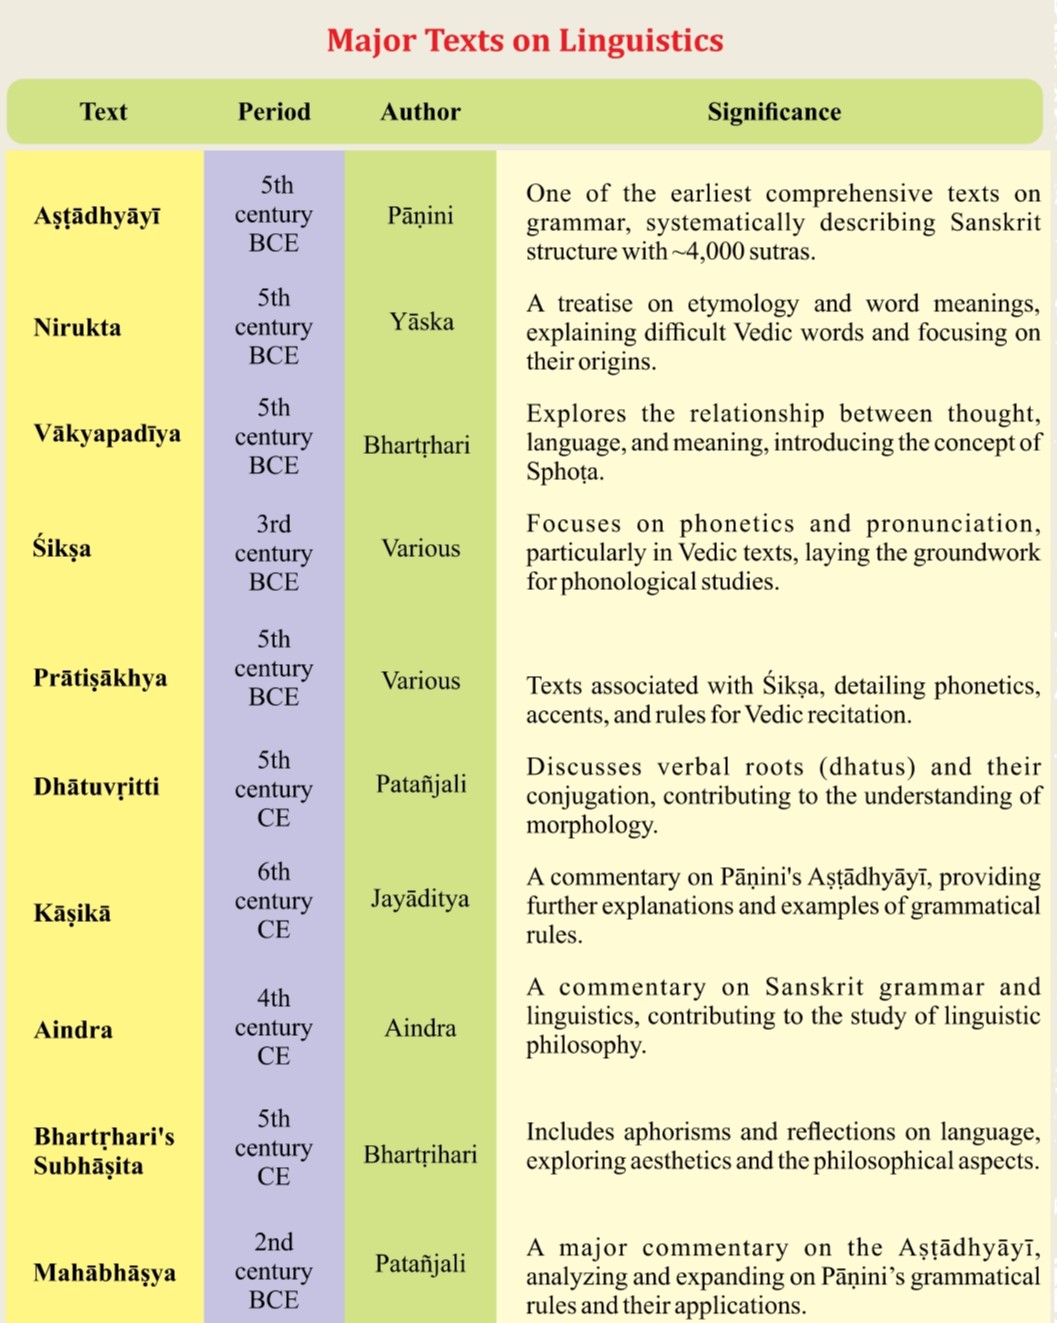 Major Texts on Linguistics
Text Period Author Significance
Aṣṭādhyāyī
5th
century
BCE
Pāṇini
One of the earliest comprehensive texts on
grammar, systematically describing Sanskrit
structure with ~4,000 sutras.
Nirukta
5th
century
BCE
Yāska
A treatise on etymology and word meanings,
explaining difficult Vedic words and focusing on
their origins.
Vākyapadīya
5th
century
BCE
Bhartṛhari
Explores the relationship between thought,
language, and meaning, introducing the concept of
Sphoṭa.
Śikṣa
3rd
century
BCE
Various
Focuses on phonetics and pronunciation,
particularly in Vedic texts, laying the groundwork
for phonological studies.
Prātiṣākhya
5th
century
BCE
Various
Texts associated with Śikṣa, detailing phonetics,
accents, and rules for Vedic recitation.
Dhātuvṛitti
5th
century
CE
Patañjali
Discusses verbal roots (dhatus) and their
conjugation, contributing to the understanding of
morphology.
Kāṣikā
6th
century
CE
Jayāditya
A commentary on Pāṇini's Aṣṭādhyāyī, providing
further explanations and examples of grammatical
rules.
Aindra
4th
century
CE
Aindra
A commentary on Sanskrit grammar and
linguistics, contributing to the study of linguistic
philosophy.
Bhartṛhari's
Subhāṣita
5th
century
CE
Bhartṛihari
Includes aphorisms and reflections on language,
exploring aesthetics and the philosophical aspects.
Mahābhāṣya
2nd
century
BCE
Patañjali
A major commentary on the Aṣṭādhyāyī,
analyzing and expanding on Pāṇini’s grammatical
rules and their applications.